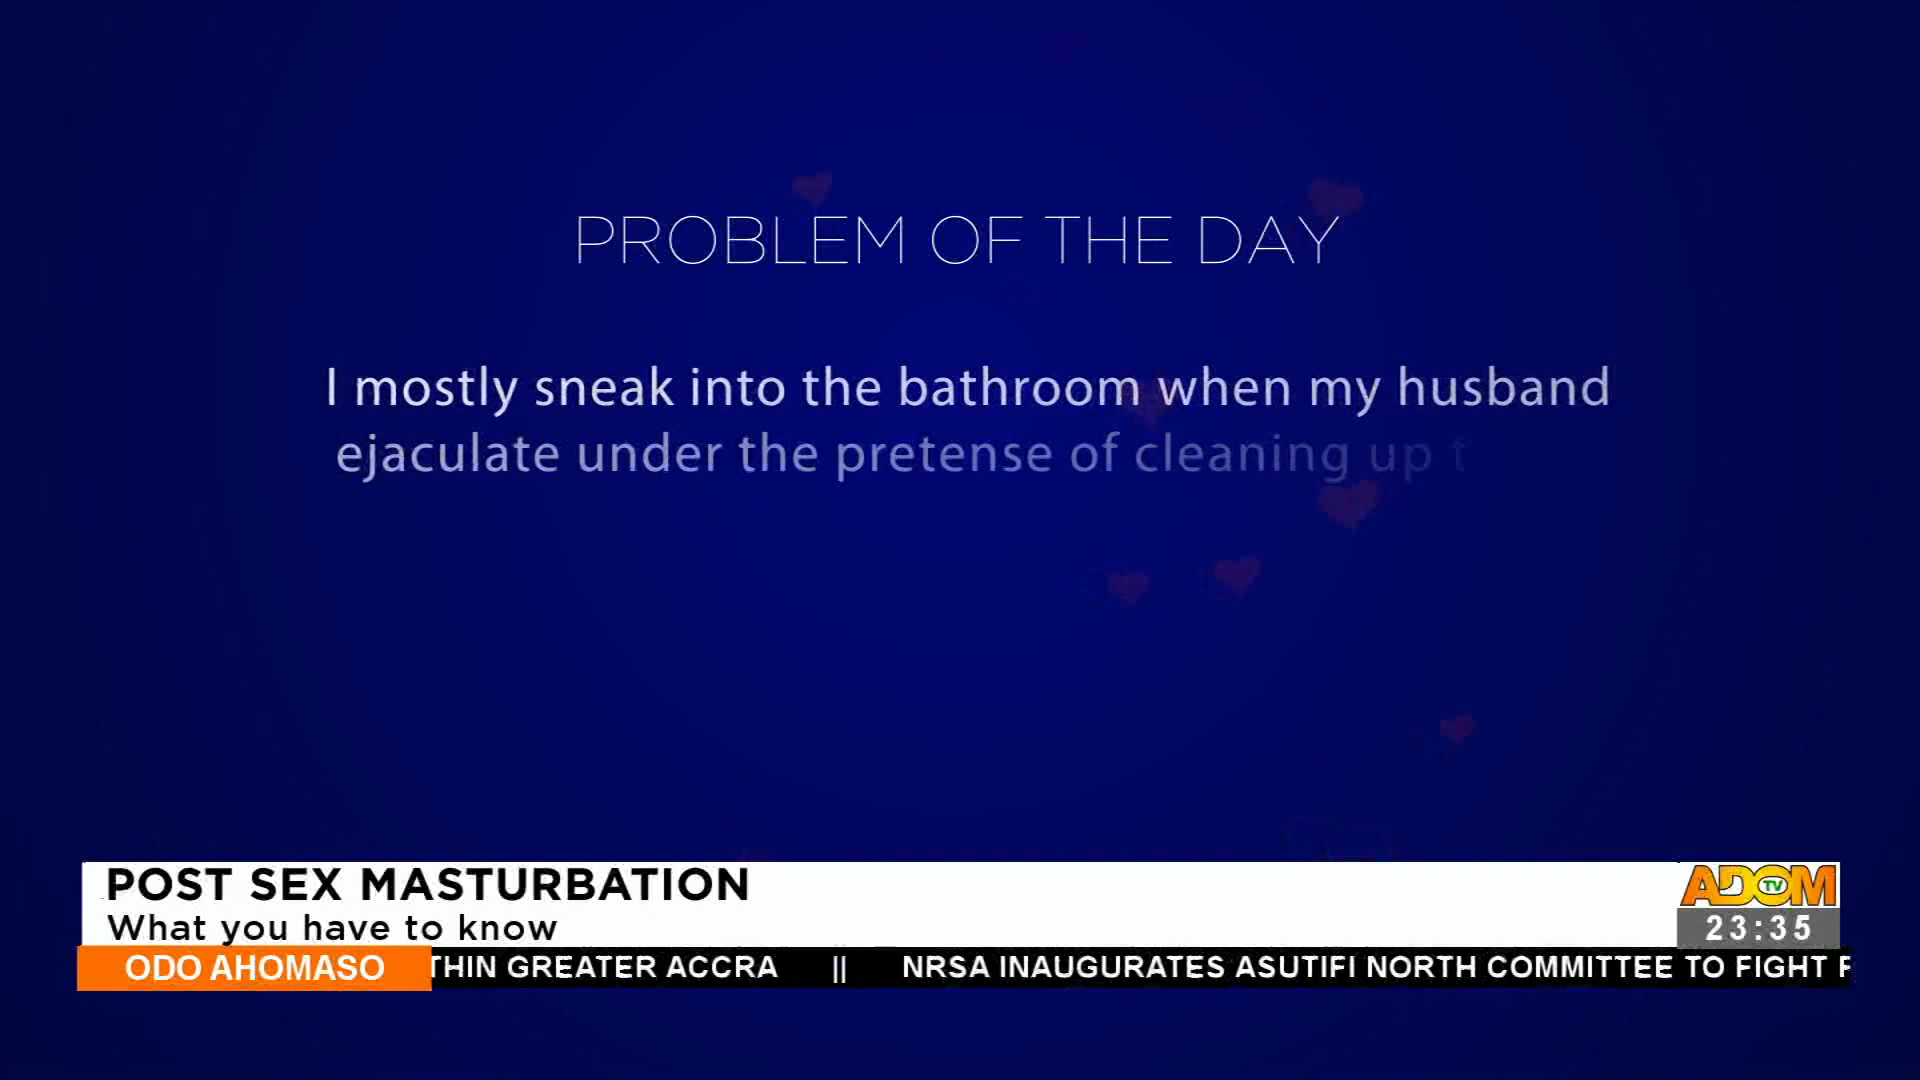 PROBLEM OF THE DAY
I mostly sneak into the bathroom when my husband
ejaculate under the pretense of cleaning up t
POST SEX MASTURBATION
What you have to know
ADOM TV
23:35
ODO AHOMASO
THIN GREATER ACCRA || NRSA INAUGURATES ASUTIFI NORTH COMMITTEE TO FIGHT